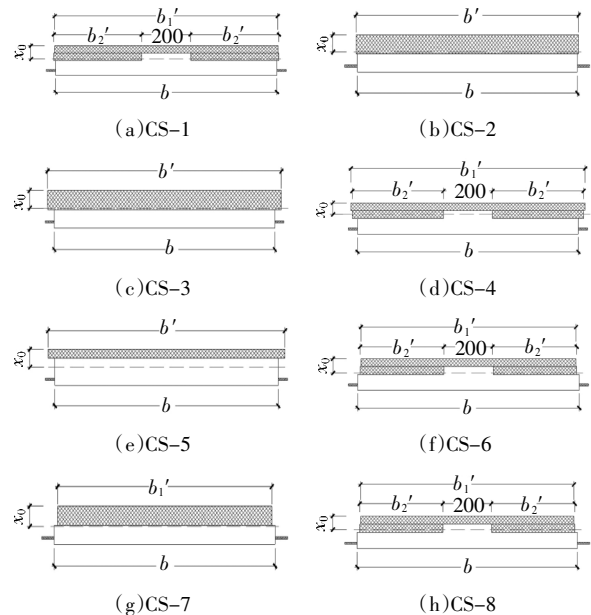 b₁′
b₂′ 200 b₂′
x₀
b
(a)CS-1
b′
x₀
b
(b)CS-2
b′
x₀
b
(c)CS-3
b₁′
b₂′ 200 b₂′
x₀
b
(d)CS-4
b′
x₀
b
(e)CS-5
b₁′
b₂′ 200 b₂′
x₀
b
(f)CS-6
b₁′
x₀
b
(g)CS-7
b₁′
b₂′ 200 b₂′
x₀
b
(h)CS-8